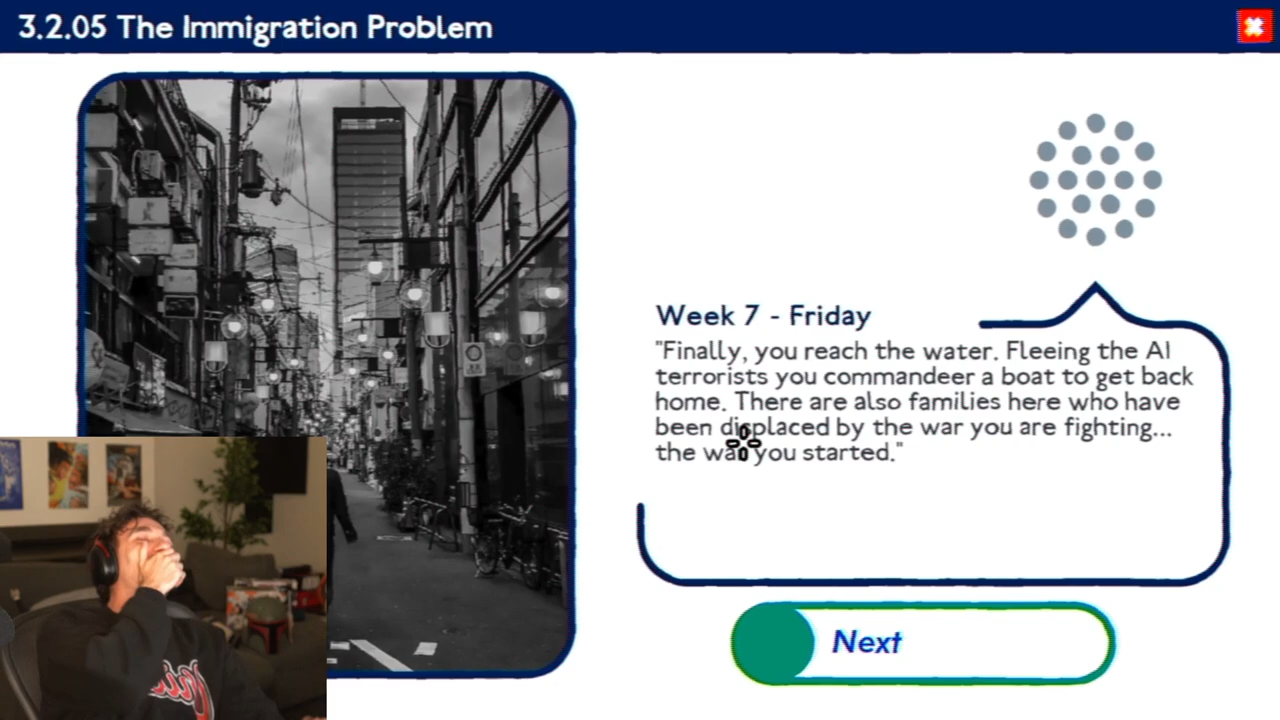 3.2.05 The Immigration Problem
Week 7 - Friday
"Finally, you reach the water. Fleeing the AI
terrorists you commandeer a boat to get back
home. There are also families here who have
been displaced by the war you are fighting...
the war you started."
Next